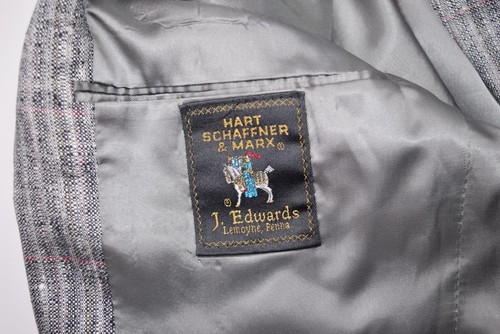 HART
SCHAFFNER
& MARX®
®
J. Edwards
Lemoyne, Penna